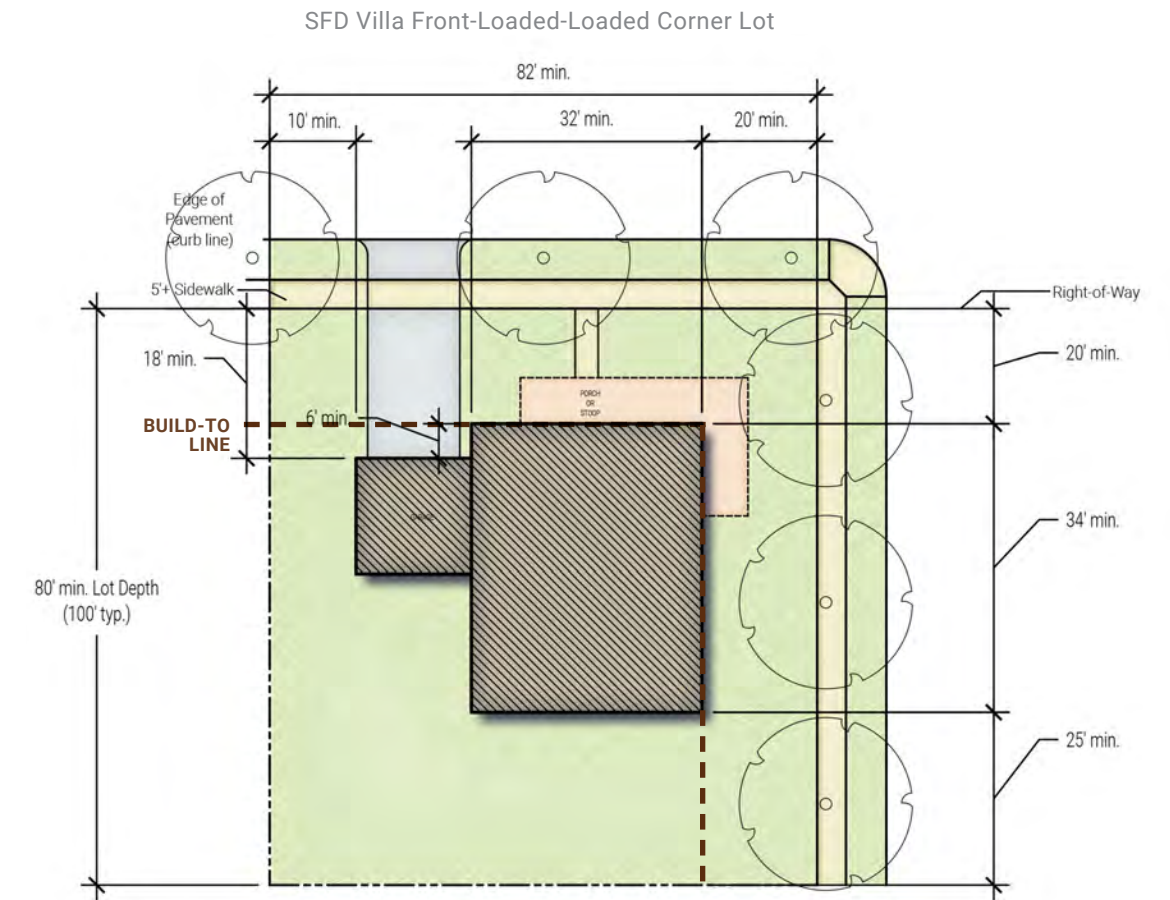 SFD Villa Front-Loaded-Loaded Corner Lot
82' min.
10' min.
32' min.
20' min.
Edge of
Pavement
(curb line)
5'+ Sidewalk
Right-of-Way
18' min.
20' min.
PORCH
OR
STOOP
6' min.
BUILD-TO
LINE
GARAGE
34' min.
80' min. Lot Depth
(100' typ.)
25' min.